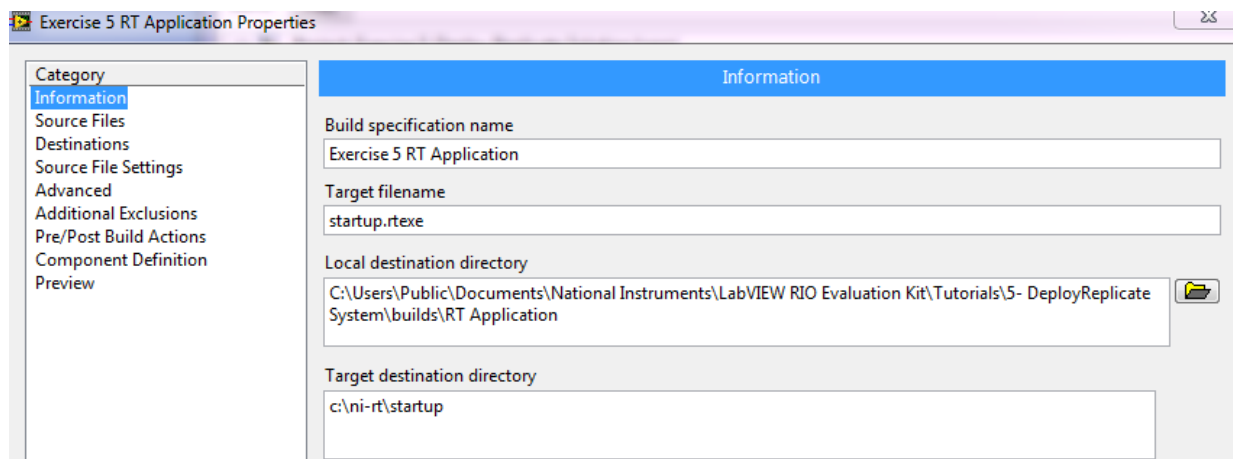 Exercise 5 RT Application Properties
Category
Information
Source Files
Destinations
Source File Settings
Advanced
Additional Exclusions
Pre/Post Build Actions
Component Definition
Preview
Information
Build specification name
Exercise 5 RT Application
Target filename
startup.rtexe
Local destination directory
C:\Users\Public\Documents\National Instruments\LabVIEW RIO Evaluation Kit\Tutorials\5- DeployReplicate
System\builds\RT Application
Target destination directory
c:\ni-rt\startup